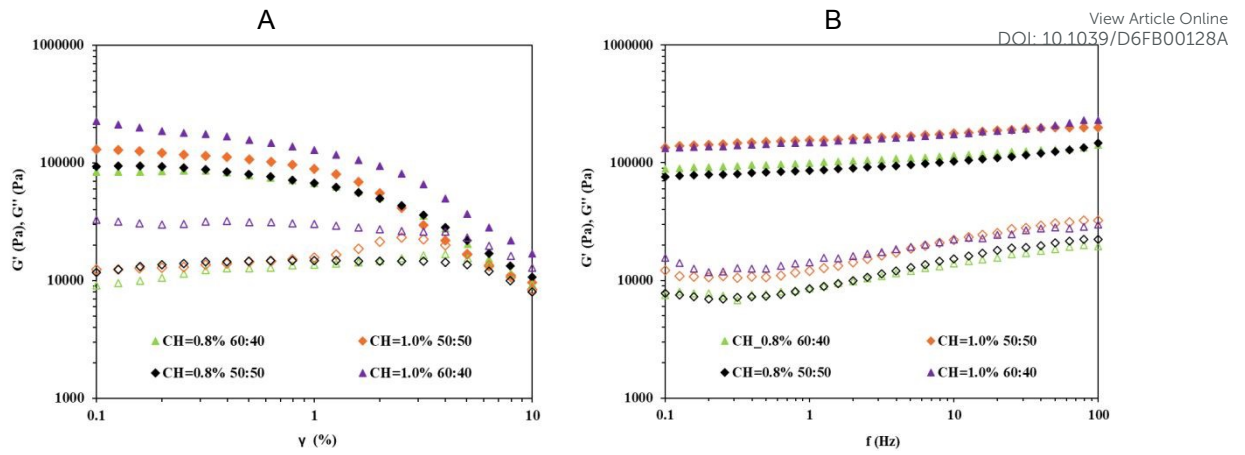 A
B
View Article Online
DOI: 10.1039/D6FB00128A
1000000
100000
10000
1000
G' (Pa), G'' (Pa)
CH=0.8% 60:40
CH=1.0% 50:50
CH=0.8% 50:50
CH=1.0% 60:40
0.1
1
10
γ (%)
1000000
100000
10000
1000
G' (Pa), G'' (Pa)
CH_0.8% 60:40
CH=1.0% 50:50
CH=0.8% 50:50
CH=1.0% 60:40
0.1
1
10
100
f (Hz)